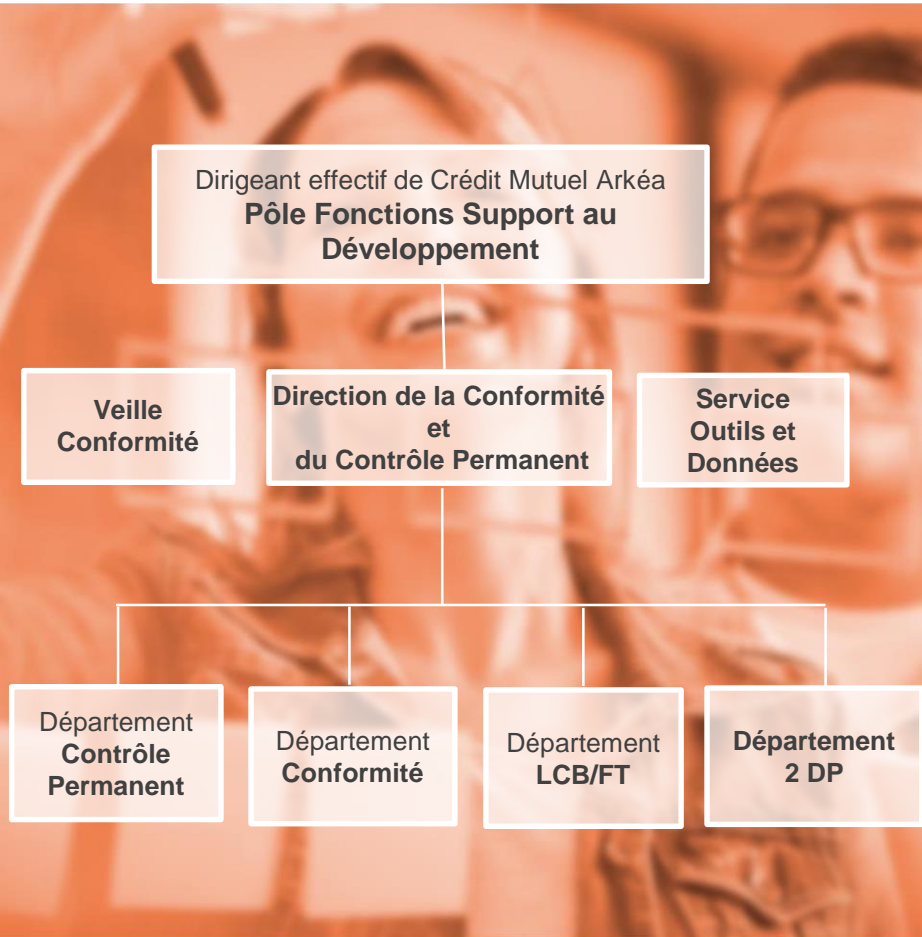 Dirigeant effectif de Crédit Mutuel Arkéa
Pôle Fonctions Support au
Développement
Veille
Conformité
Direction de la Conformité
et
du Contrôle Permanent
Service
Outils et
Données
Département
Contrôle
Permanent
Département
Conformité
Département
LCB/FT
Département
2 DP